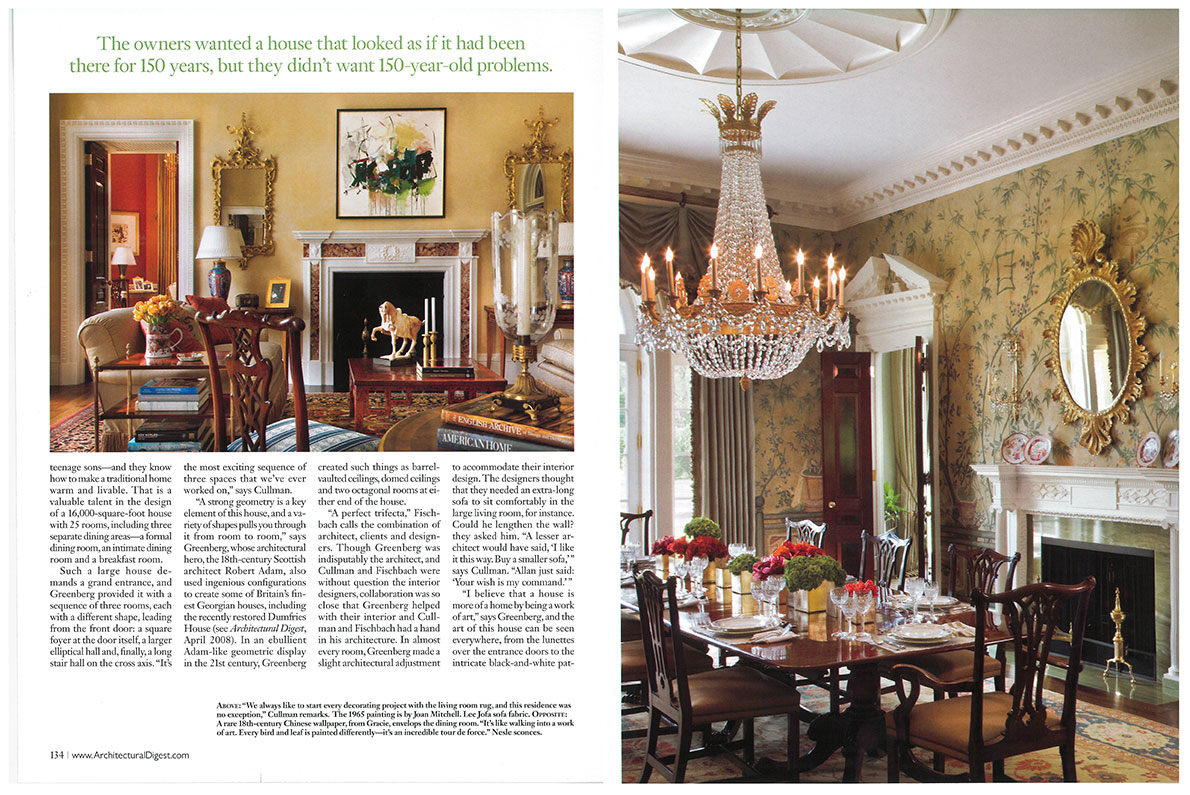 The owners wanted a house that looked as if it had been
there for 150 years, but they didn't want 150-year-old problems.
ENGLISH ARCHIVE
AMERICAN HOME
teenage sons—and they know
how to make a traditional home
warm and livable. That is a
valuable talent in the design
of a 16,000-square-foot house
with 25 rooms, including three
separate dining areas—a formal
dining room, an intimate dining
room and a breakfast room.
Such a large house de-
mands a grand entrance, and
Greenberg provided it with a
sequence of three rooms, each
with a different shape, leading
from the front door: a square
foyer at the door itself, a larger
elliptical hall and, finally, a long
stair hall on the cross axis. “It's
the most exciting sequence of
three spaces that we've ever
worked on,” says Cullman.
“A strong geometry is a key
element of this house, and a va-
riety of shapes pulls you through
it from room to room,” says
Greenberg, whose architectural
hero, the 18th-century Scottish
architect Robert Adam, also
used ingenious configurations
to create some of Britain's fin-
est Georgian houses, including
the recently restored Dumfries
House (see Architectural Digest,
April 2008). In an ebullient
Adam-like geometric display
in the 21st century, Greenberg
created such things as barrel-
vaulted ceilings, domed ceilings
and two octagonal rooms at ei-
ther end of the house.
“A perfect trifecta,” Fisch-
bach calls the combination of
architect, clients and design-
ers. Though Greenberg was
indisputably the architect, and
Cullman and Fischbach were
without question the interior
designers, collaboration was so
close that Greenberg helped
with their interior and Cull-
man and Fischbach had a hand
in his architecture. In almost
every room, Greenberg made a
slight architectural adjustment
to accommodate their interior
design. The designers thought
that they needed an extra-long
sofa to sit comfortably in the
large living room, for instance.
Could he lengthen the wall?
they asked him. “A lesser ar-
chitect would have said, ‘I like
it this way. Buy a smaller sofa,’”
says Cullman. “Allan just said:
‘Your wish is my command.’”
“I believe that a house is
more of a home by being a work
of art,” says Greenberg, and the
art of this house can be seen
everywhere, from the lunettes
over the entrance doors to the
intricate black-and-white pat-
ABOVE: “We always like to start every decorating project with the living room rug, and this residence was
no exception,” Cullman remarks. The 1965 painting is by Joan Mitchell. Lee Jofa sofa fabric. OPPOSITE:
A rare 18th-century Chinese wallpaper, from Gracie, envelops the dining room. “It's like walking into a work
of art. Every bird and leaf is painted differently—it's an incredible tour de force.” Nesle sconces.
134 | www.ArchitecturalDigest.com